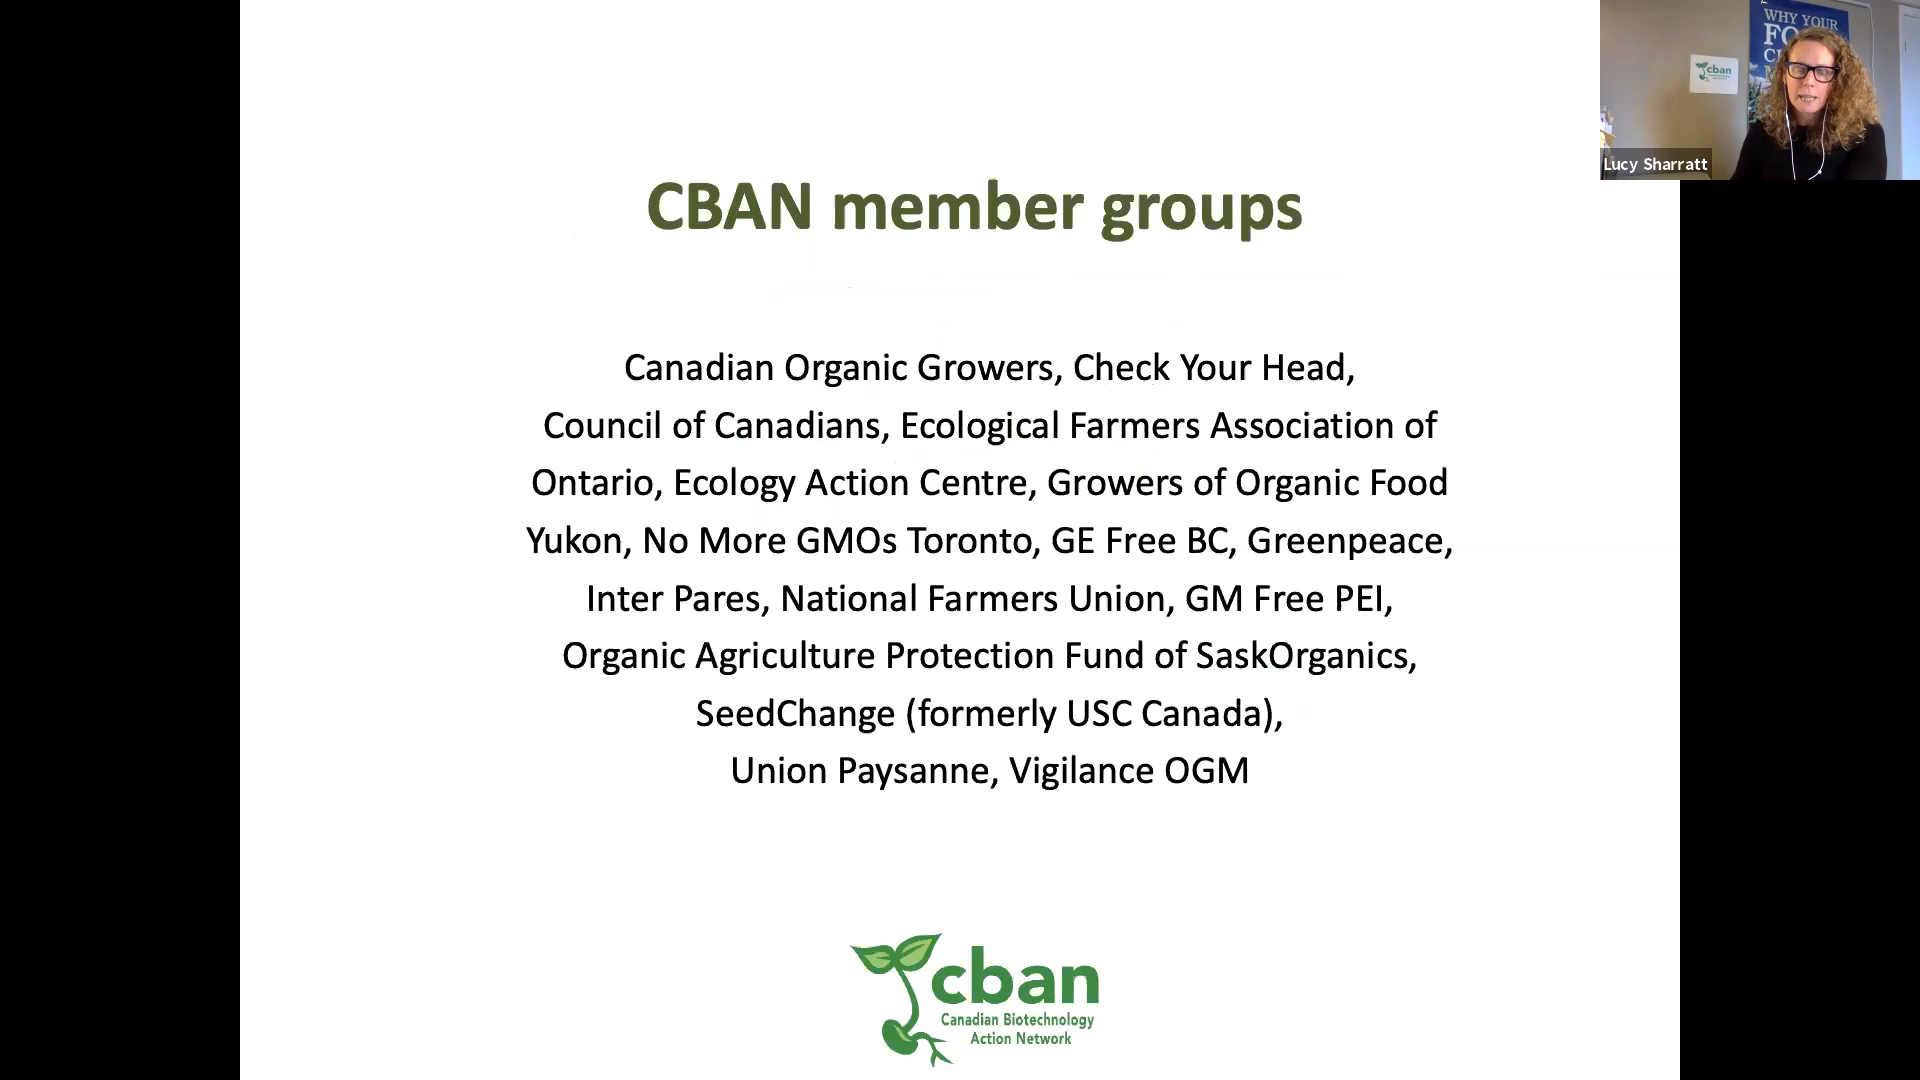 WHY YOUR
cban
Lucy Sharratt
CBAN member groups
Canadian Organic Growers, Check Your Head,
Council of Canadians, Ecological Farmers Association of
Ontario, Ecology Action Centre, Growers of Organic Food
Yukon, No More GMOs Toronto, GE Free BC, Greenpeace,
Inter Pares, National Farmers Union, GM Free PEI,
Organic Agriculture Protection Fund of SaskOrganics,
SeedChange (formerly USC Canada),
Union Paysanne, Vigilance OGM
cban
Canadian Biotechnology
Action Network